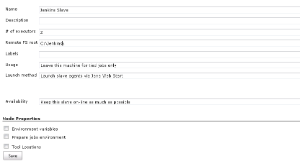 Name Jenkins Slave
Description
# of executors 2
Remote FS root
Labels
Usage Leave this machine for tied jobs only
Launch method Launch slave agents via Java Web Start
Availability Keep this slave on-line as much as possible
Node Properties
Environment variables
Prepare jobs environment
Tool Locations
Save